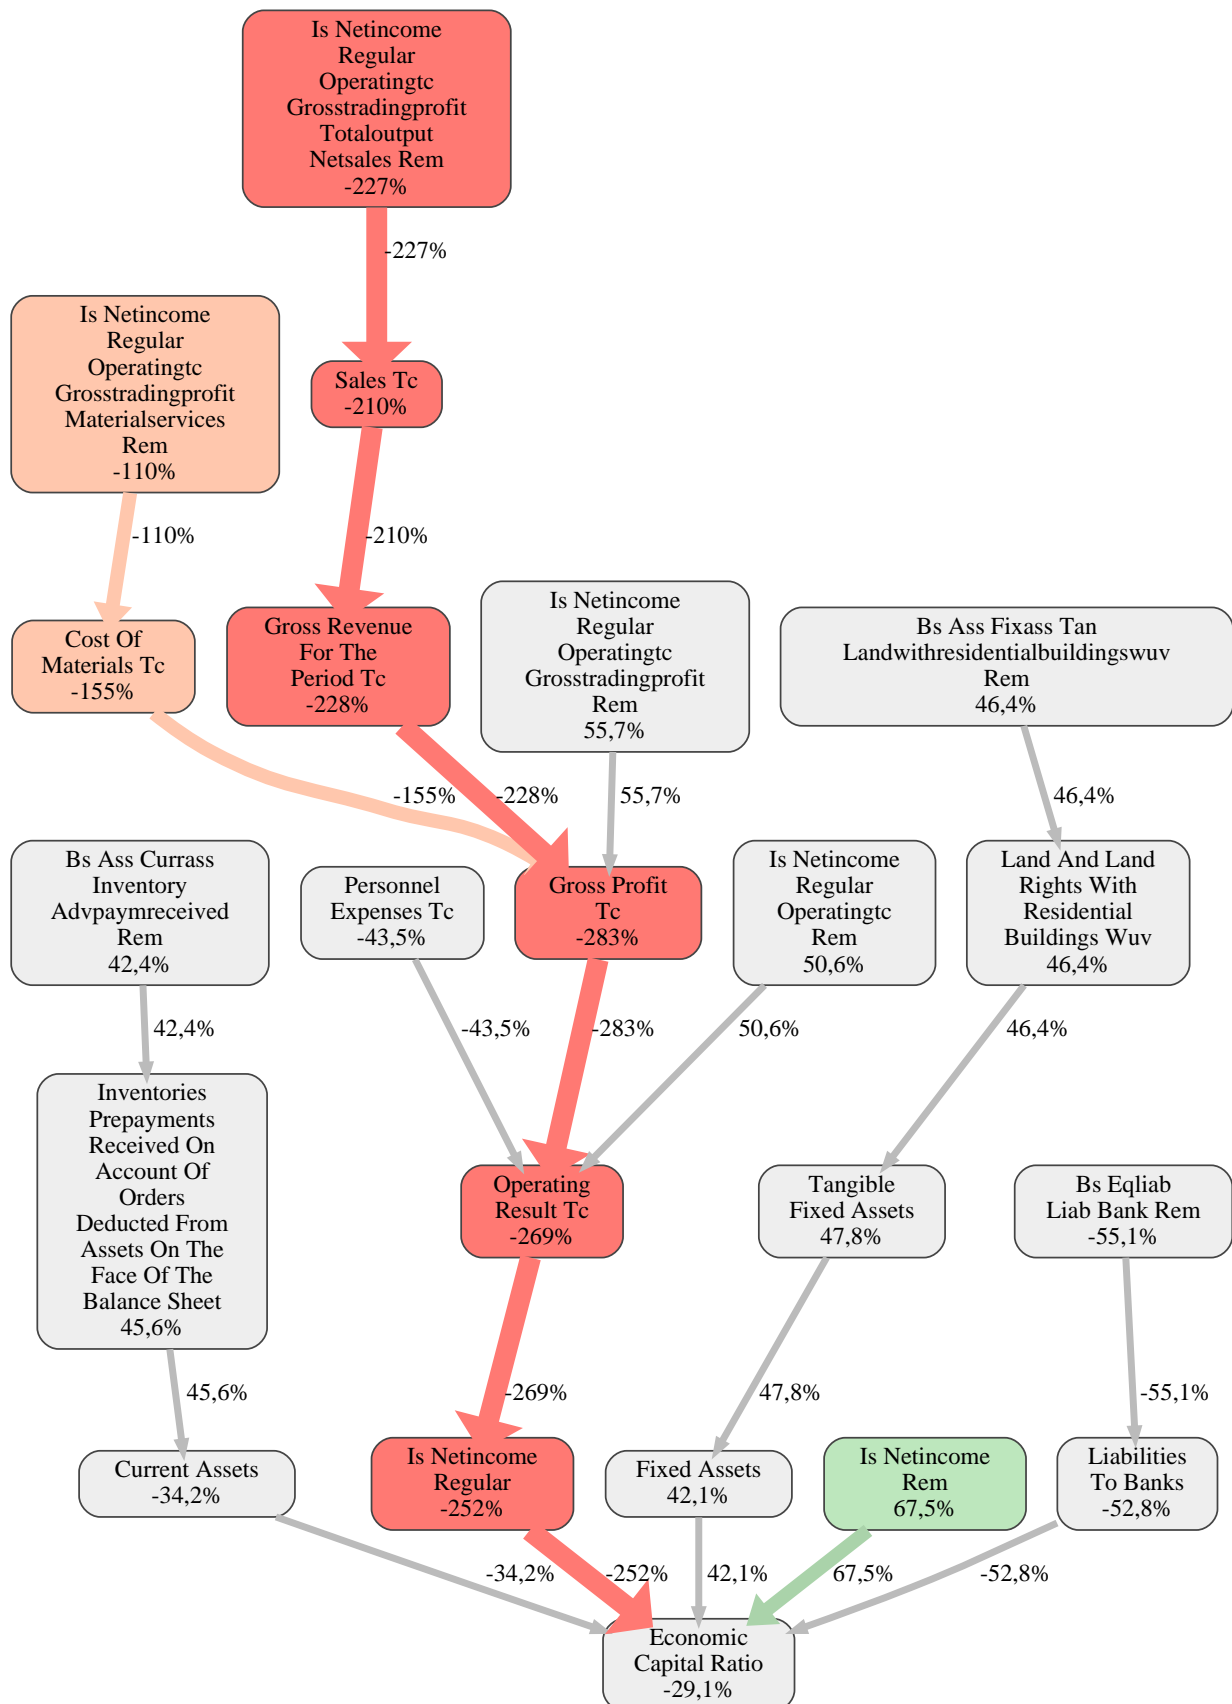 Is Netincome
Regular
Operatingtc
Grosstradingprofit
Totaloutput
Netsales Rem
-227%
-227%
Is Netincome
Regular
Operatingtc
Grosstradingprofit
Materialservices
Rem
-110%
Sales Tc
-210%
-110%
-210%
Cost Of
Materials Tc
-155%
Gross Revenue
For The
Period Tc
-228%
Is Netincome
Regular
Operatingtc
Grosstradingprofit
Rem
55,7%
Bs Ass Fixass Tan
Landwithresidentialbuildingswuv
Rem
46,4%
-155%
-228%
55,7%
46,4%
Bs Ass Currass
Inventory
Advpaymreceived
Rem
42,4%
Personnel
Expenses Tc
-43,5%
Gross Profit
Tc
-283%
Is Netincome
Regular
Operatingtc
Rem
50,6%
Land And Land
Rights With
Residential
Buildings Wuv
46,4%
42,4%
-43,5%
-283%
50,6%
46,4%
Inventories
Prepayments
Received On
Account Of
Orders
Deducted From
Assets On The
Face Of The
Balance Sheet
45,6%
Operating
Result Tc
-269%
Tangible
Fixed Assets
47,8%
Bs Eqliab
Liab Bank Rem
-55,1%
45,6%
-269%
47,8%
-55,1%
Current Assets
-34,2%
Is Netincome
Regular
-252%
Fixed Assets
42,1%
Is Netincome
Rem
67,5%
Liabilities
To Banks
-52,8%
-34,2%
-252%
42,1%
67,5%
-52,8%
Economic
Capital Ratio
-29,1%